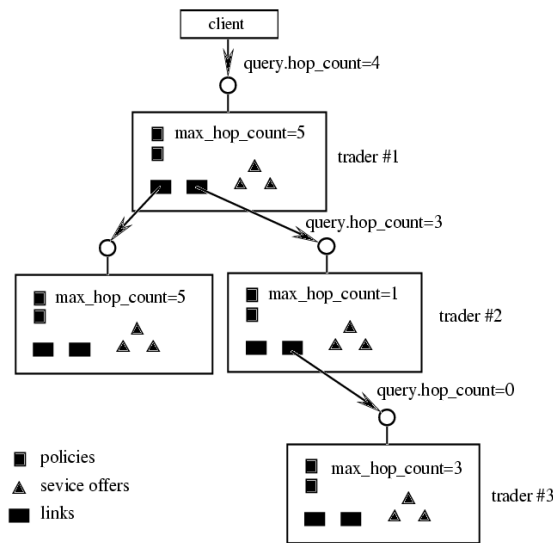 client
query.hop_count=4
max_hop_count=5
trader #1
query.hop_count=3
max_hop_count=5
max_hop_count=1
trader #2
query.hop_count=0
max_hop_count=3
trader #3
policies
sevice offers
links